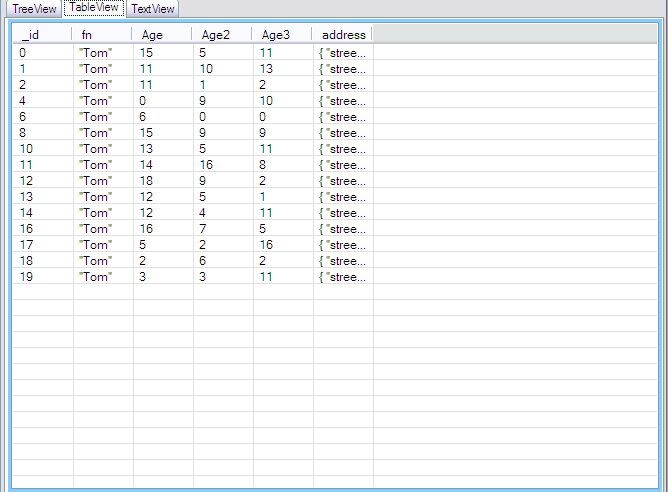 TreeView TableView TextView
_id fn Age Age2 Age3 address
0 "Tom" 15 5 11 { "stree...
1 "Tom" 11 10 13 { "stree...
2 "Tom" 11 1 2 { "stree...
4 "Tom" 0 9 10 { "stree...
6 "Tom" 6 0 0 { "stree...
8 "Tom" 15 9 9 { "stree...
10 "Tom" 13 5 11 { "stree...
11 "Tom" 14 16 8 { "stree...
12 "Tom" 18 9 2 { "stree...
13 "Tom" 12 5 1 { "stree...
14 "Tom" 12 4 11 { "stree...
16 "Tom" 16 7 5 { "stree...
17 "Tom" 5 2 16 { "stree...
18 "Tom" 2 6 2 { "stree...
19 "Tom" 3 3 11 { "stree...